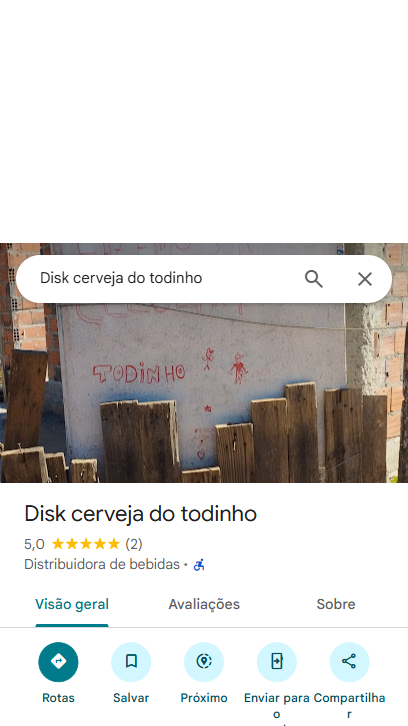 Disk cerveja do todinho
TODINHO
Disk cerveja do todinho
5,0 (2)
Distribuidora de bebidas ·
Visão geral
Avaliações
Sobre
Rotas
Salvar
Próximo
Enviar para
o
Compartilha
r